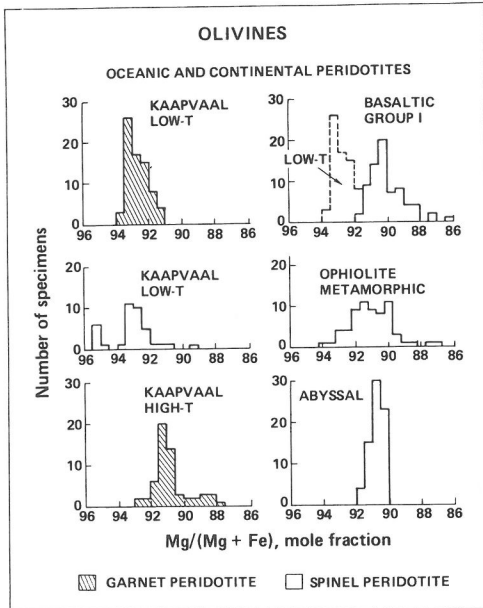 OLIVINES
OCEANIC AND CONTINENTAL PERIDOTITES
Number of specimens
30
20
10
0
KAAPVAAL
LOW-T
96 94 92 90 88 86
30
20
10
0
BASALTIC
GROUP I
LOW-T
96 94 92 90 88 86
20
10
0
KAAPVAAL
LOW-T
96 94 92 90 88 86
20
10
0
OPHIOLITE
METAMORPHIC
96 94 92 90 88 86
30
20
10
0
KAAPVAAL
HIGH-T
96 94 92 90 88 86
30
20
10
0
ABYSSAL
96 94 92 90 88 86
Mg/(Mg + Fe), mole fraction
GARNET PERIDOTITE
SPINEL PERIDOTITE